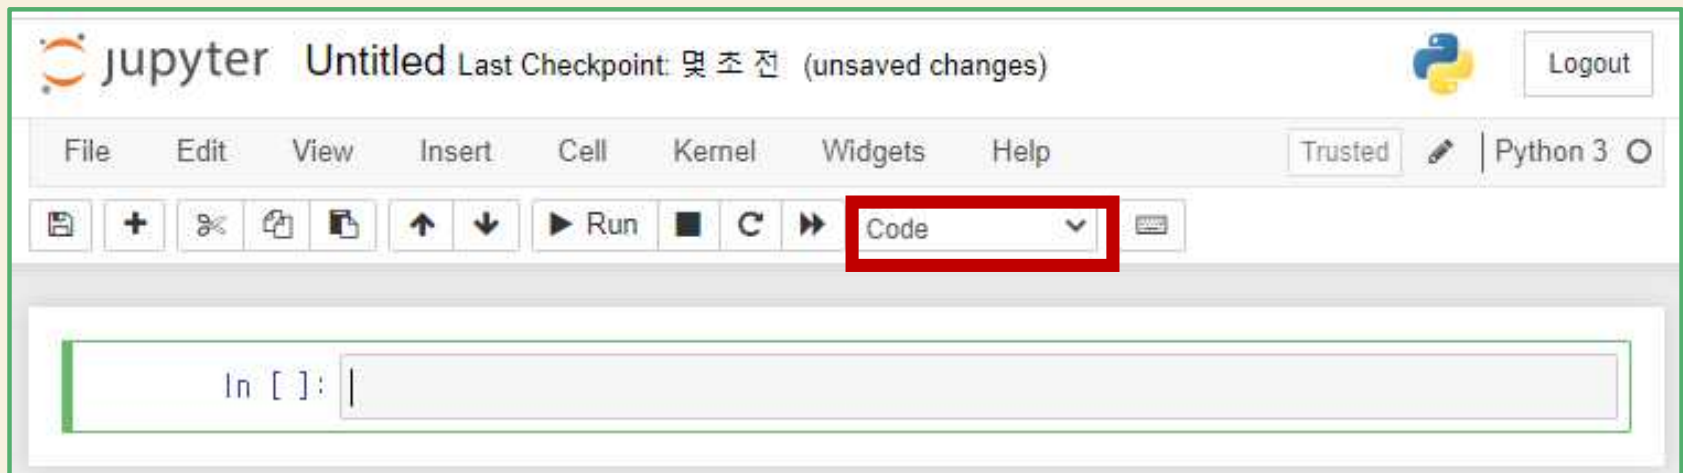 jupyter Untitled Last Checkpoint: 몇 초 전 (unsaved changes) Logout
File Edit View Insert Cell Kernel Widgets Help Trusted Python 3
Run Code
In [ ]: